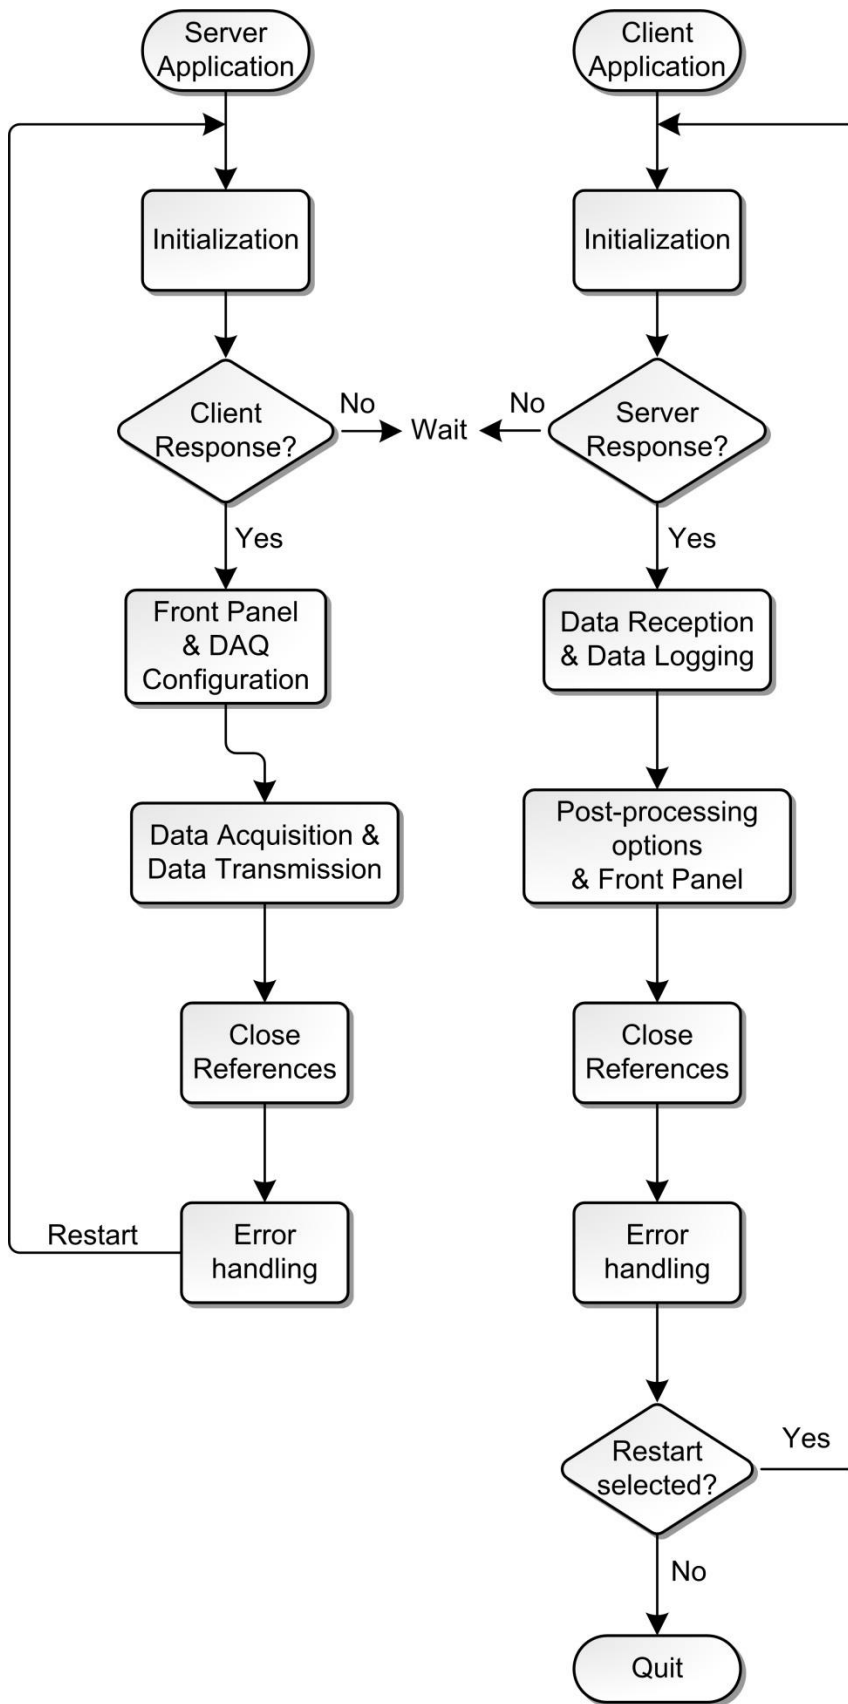 Server
Application
Initialization
Client
Response?
No
Wait
Yes
Front Panel
& DAQ
Configuration
Data Acquisition &
Data Transmission
Close
References
Error
handling
Restart
Client
Application
Initialization
Server
Response?
No
Yes
Data Reception
& Data Logging
Post-processing
options
& Front Panel
Close
References
Error
handling
Restart
selected?
Yes
No
Quit